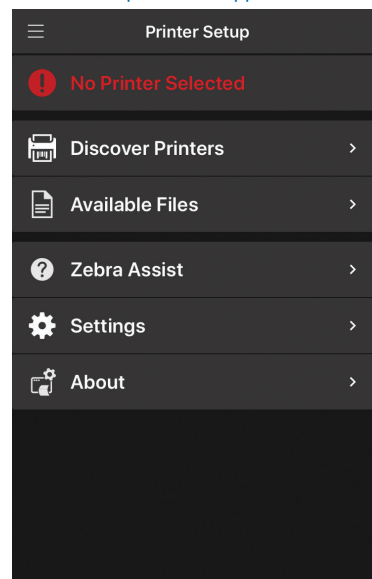 Printer Setup
No Printer Selected
Discover Printers
Available Files
Zebra Assist
Settings
About